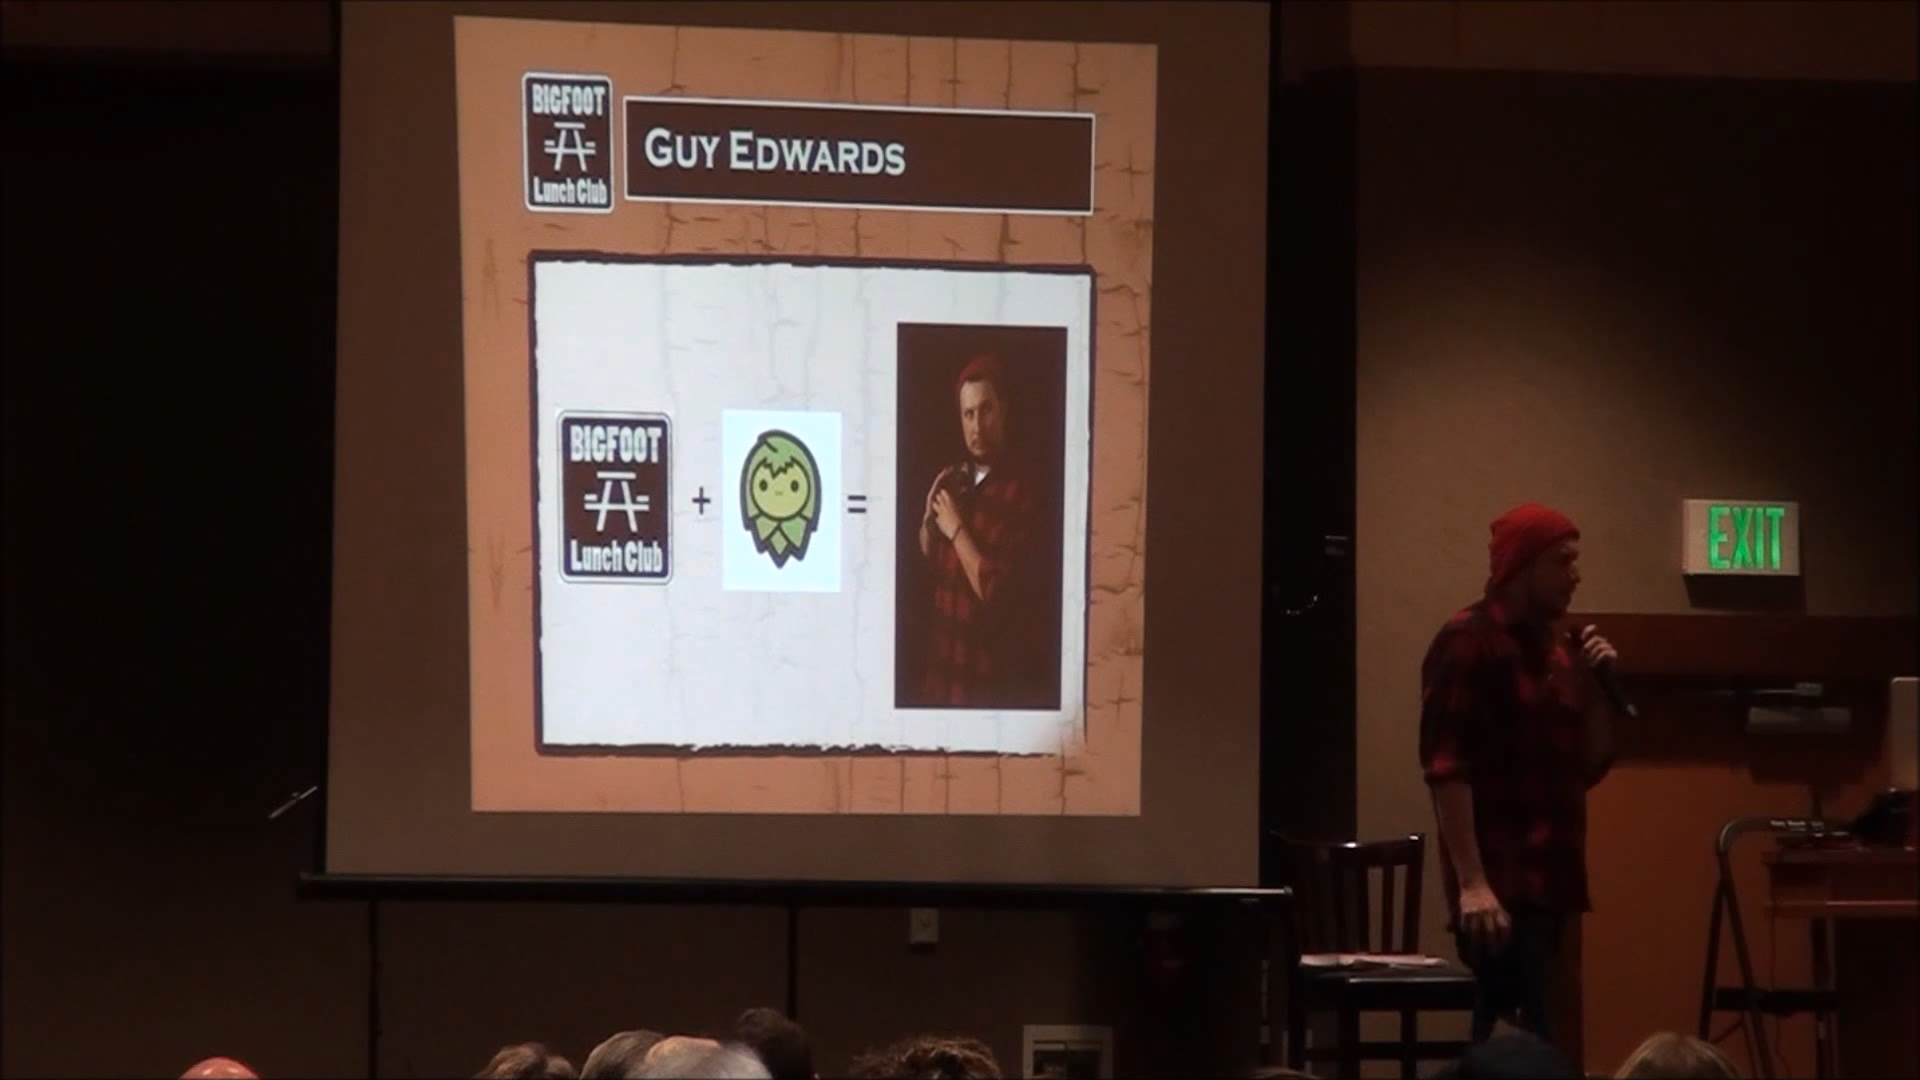 BIGFOOT
Lunch Club
GUY EDWARDS
BIGFOOT
Lunch Club
+
=
EXIT